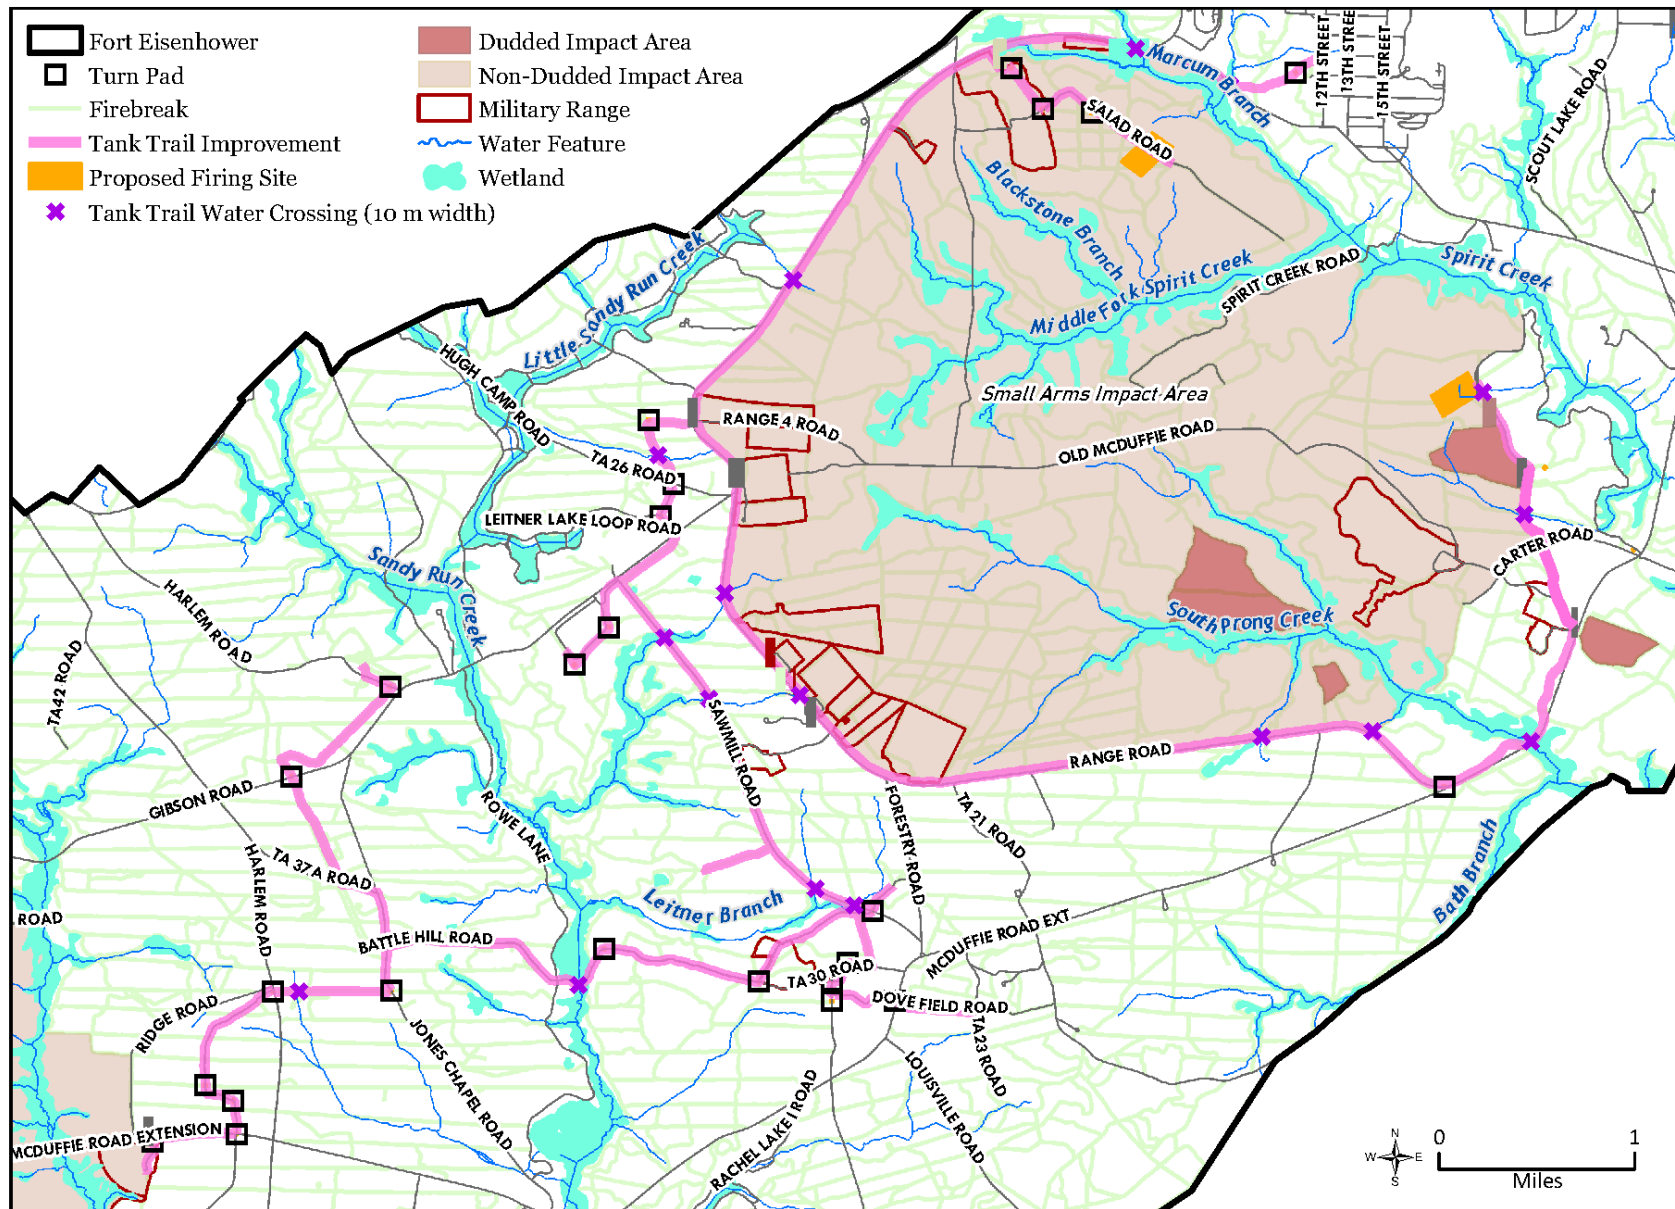 Fort Eisenhower
Turn Pad
Firebreak
Tank Trail Improvement
Proposed Firing Site
Tank Trail Water Crossing (10 m width)
Dudded Impact Area
Non-Dudded Impact Area
Military Range
Water Feature
Wetland
Marcum Branch
12TH STREET
13TH STREET
15TH STREET
SCOUT LAKE ROAD
SAIAD ROAD
Blackstone Branch
Little Sandy Run Creek
Middle Fork Spirit Creek
SPIRIT CREEK ROAD
Spirit Creek
HUGH CAMP ROAD
Small Arms Impact Area
RANGE 4 ROAD
OLD MCDUFFIE ROAD
TA26 ROAD
LEITNER LAKE LOOP ROAD
CARTER ROAD
Sandy Run Creek
HARLEM ROAD
South Prong Creek
TA42 ROAD
SAWMILL ROAD
RANGE ROAD
GIBSON ROAD
ROWE LANE
FORESTRY ROAD
TA 21 ROAD
Bath Branch
HARLEM ROAD
TA 37A ROAD
Leitner Branch
ROAD
BATTLE HILL ROAD
MCDUFFIE ROAD EXT
TA30 ROAD
DOVE FIELD ROAD
RIDGE ROAD
JONES CHAPEL ROAD
TA23 ROAD
LOUISVILLE ROAD
RACHEL LAKE I ROAD
MCDUFFIE ROAD EXTENSION
N
W E
S
0 1
Miles